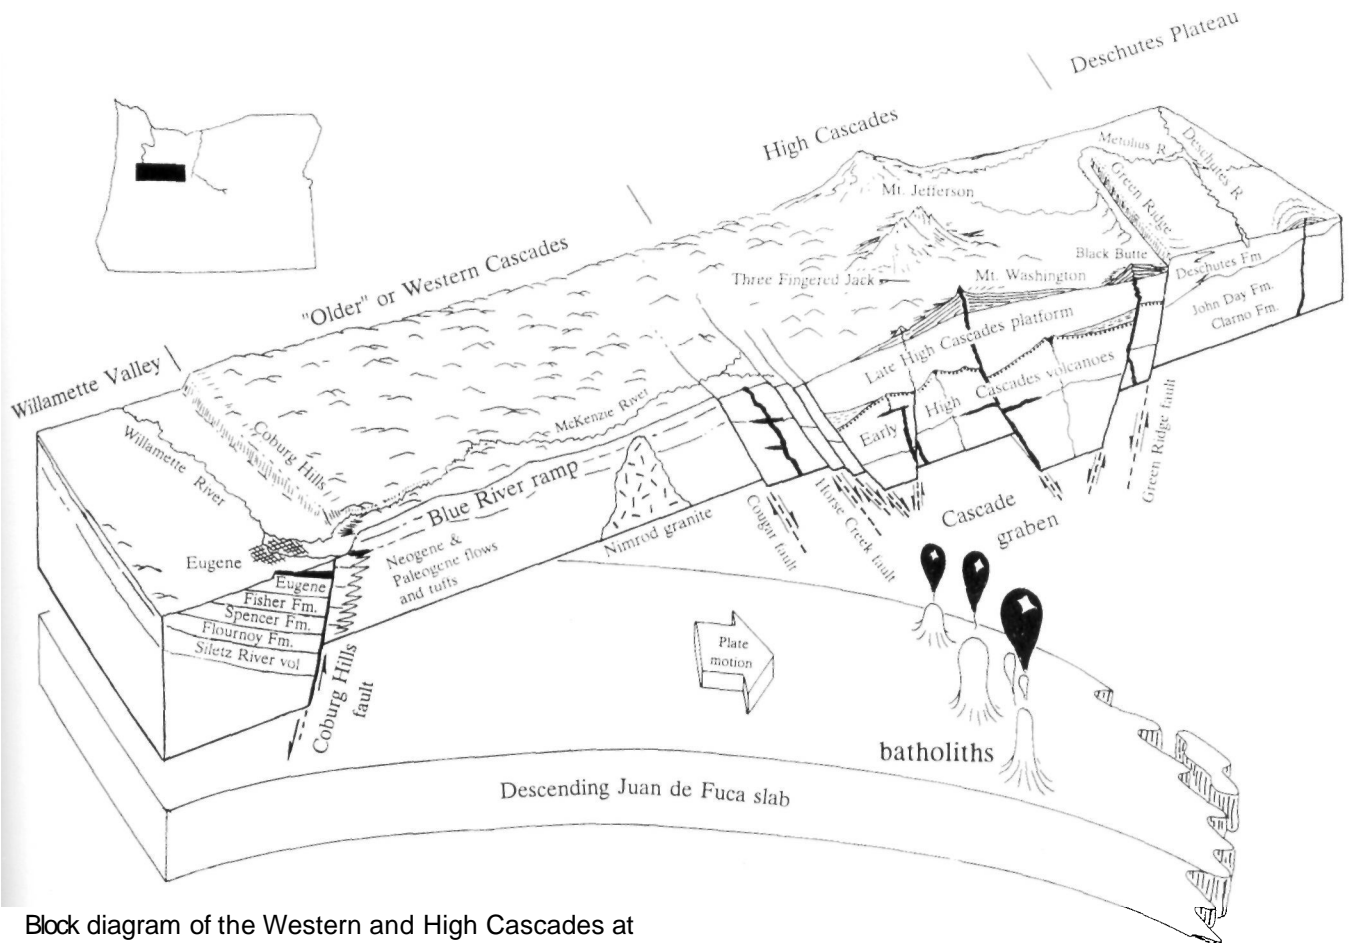 Deschutes Plateau
High Cascades
"Older" or Western Cascades
Willamette Valley
Metolius R.
Deschutes R.
Green Ridge
Mt. Jefferson
Black Butte
Deschutes Fm
Three Fingered Jack
Mt. Washington
John Day Fm.
Clarno Fm.
Late High Cascades platform
Early High Cascades volcanoes
McKenzie River
Coburg Hills
Willamette
River
Blue River ramp
Eugene
Neogene &
Paleogene flows
and tuffs
Nimrod granite
Cougar fault
Horse Creek fault
Cascade
graben
Green Ridge fault
Eugene
Fisher Fm.
Spencer Fm.
Flournoy Fm.
Siletz River vol
Coburg Hills
fault
Plate
motion
batholiths
Descending Juan de Fuca slab
Block diagram of the Western and High Cascades at